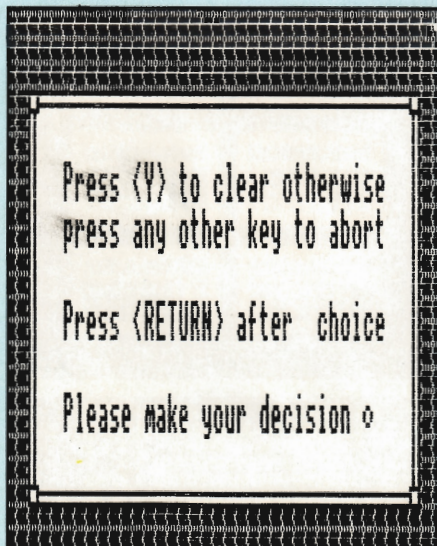 Press (Y) to clear otherwise
press any other key to abort
Press (RETURN) after choice
Please make your decision